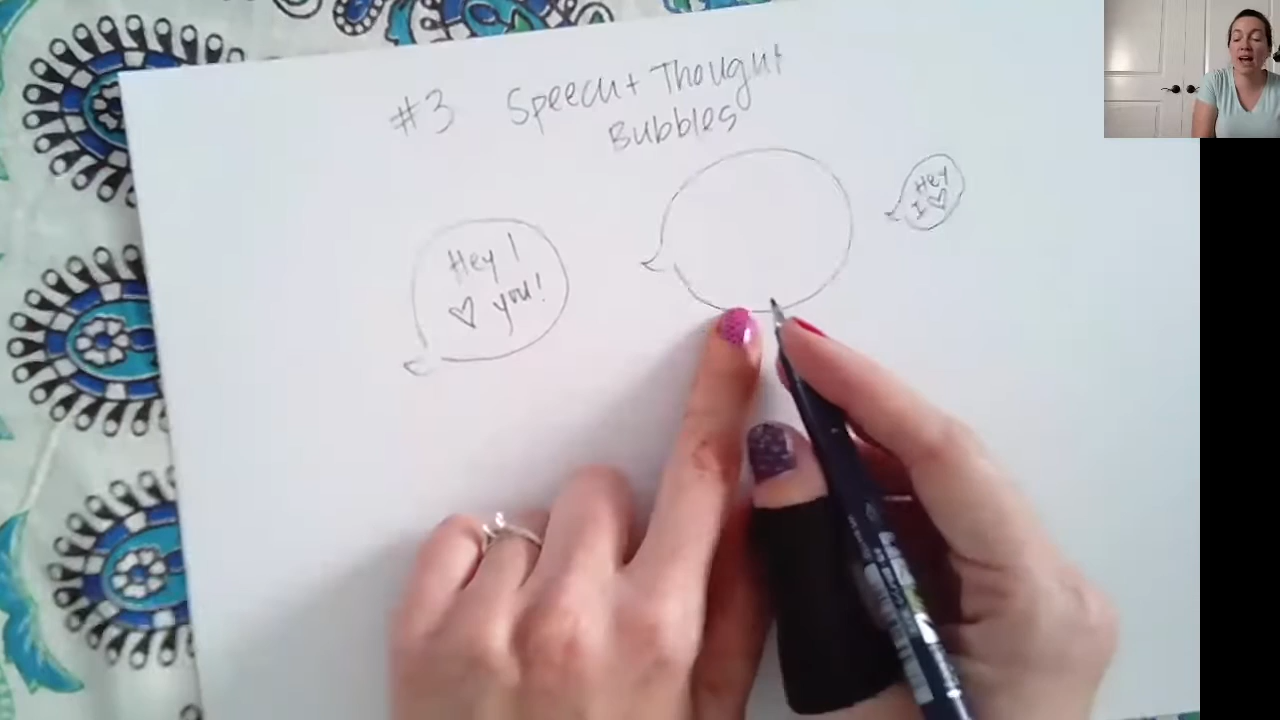 #3 Speech + Thought
Bubbles
Hey I
♡ you!
Hey
I ♡